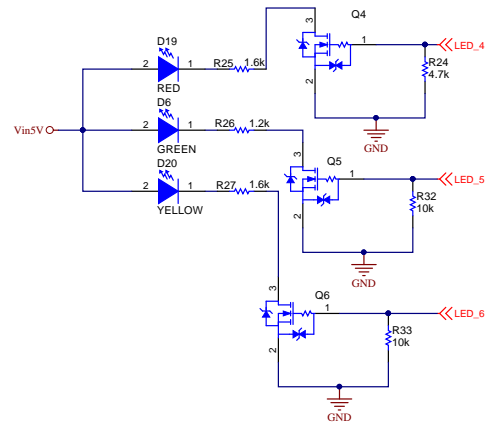 Q4
3
1
2
LED_4
R24
4.7k
GND
D19
2
1
RED
R25
1.6k
Vin5V
D6
2
1
GREEN
R26
1.2k
D20
2
1
YELLOW
R27
1.6k
Q5
3
1
2
LED_5
R32
10k
GND
Q6
3
1
2
LED_6
R33
10k
GND